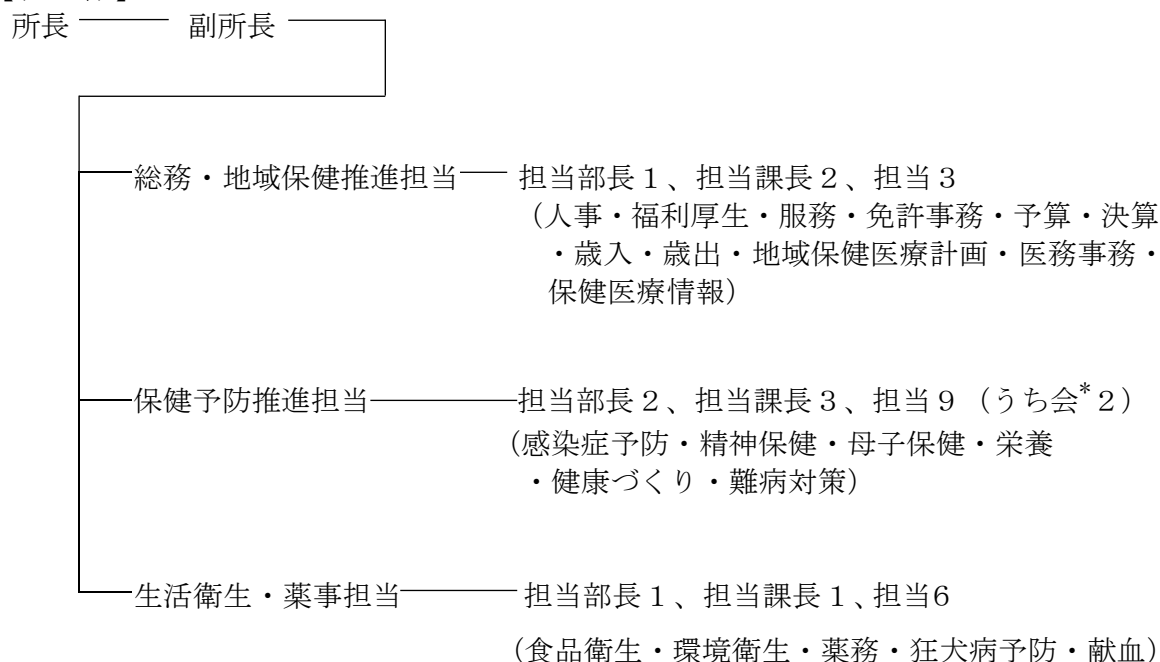 所長 副所長
総務・地域保健推進担当 担当部長１、担当課長２、担当３
（人事・福利厚生・服務・免許事務・予算・決算
・歳入・歳出・地域保健医療計画・医務事務・
保健医療情報）
保健予防推進担当 担当部長２、担当課長３、担当９（うち会*２）
（感染症予防・精神保健・母子保健・栄養
・健康づくり・難病対策）
生活衛生・薬事担当 担当部長１、担当課長１、担当6
（食品衛生・環境衛生・薬務・狂犬病予防・献血）